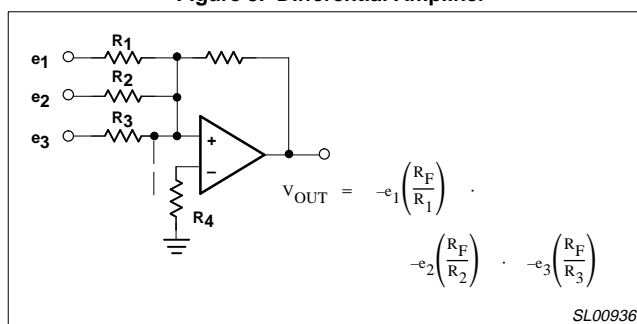 Figure 8. Differential Amplifier
R1
e1
R2
e2
R3
e3
+
–
R4
VOUT = –e1(RF/R1) ·
–e2(RF/R2) · –e3(RF/R3)
SL00936